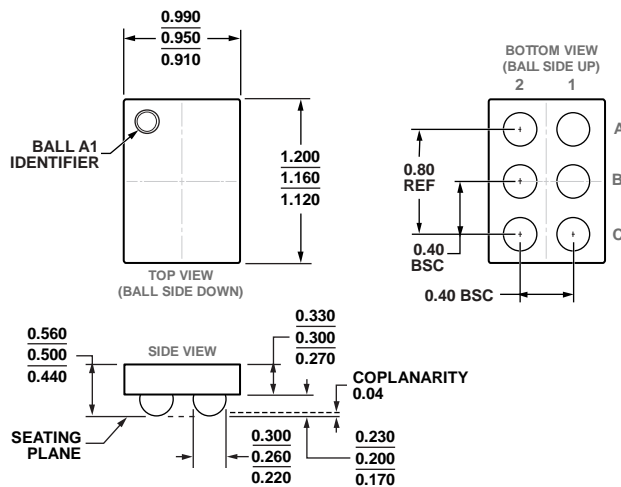 0.990
0.950
0.910
BOTTOM VIEW
(BALL SIDE UP)
2 1
BALL A1
IDENTIFIER
A
0.80
REF
B
1.200
1.160
1.120
C
0.40
BSC
0.40 BSC
TOP VIEW
(BALL SIDE DOWN)
0.560
0.500
0.440
SIDE VIEW
0.330
0.300
0.270
COPLANARITY
0.04
SEATING
PLANE
0.300
0.260
0.220
0.230
0.200
0.170